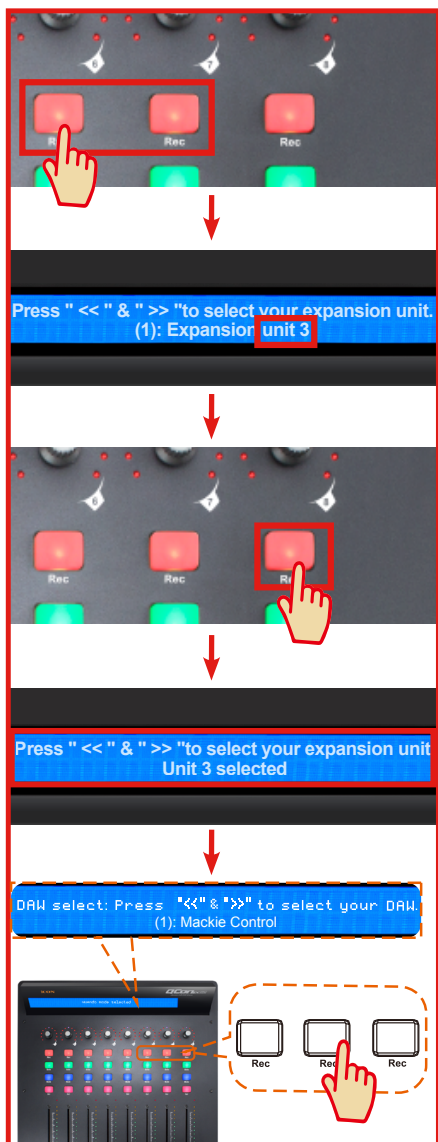 6
7
8
Rec
Rec
Press " << " & " >> "to select your expansion unit.
(1): Expansion unit 3
6
7
8
Rec
Rec
Press " << " & " >> "to select your expansion unit
Unit 3 selected
DAW select: Press "<<" & ">>" to select your DAW.
(1): Mackie Control
Rec
Rec
Rec